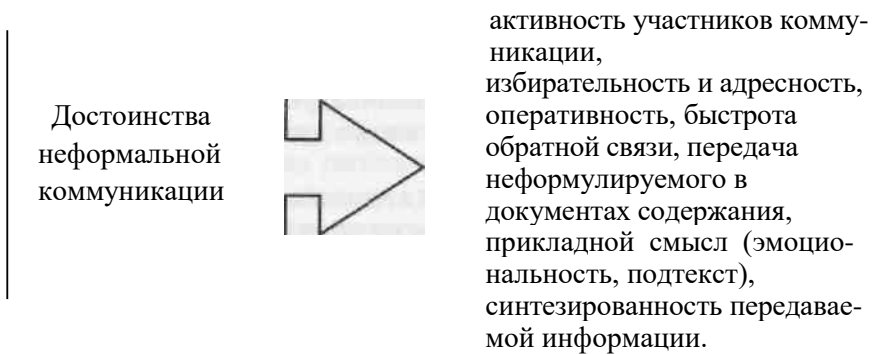 Достоинства
неформальной
коммуникации
активность участников комму-
никации,
избирательность и адресность,
оперативность, быстрота
обратной связи, передача
неформулируемого в
документах содержания,
прикладной смысл (эмоцио-
нальность, подтекст),
синтезированность передавае-
мой информации.